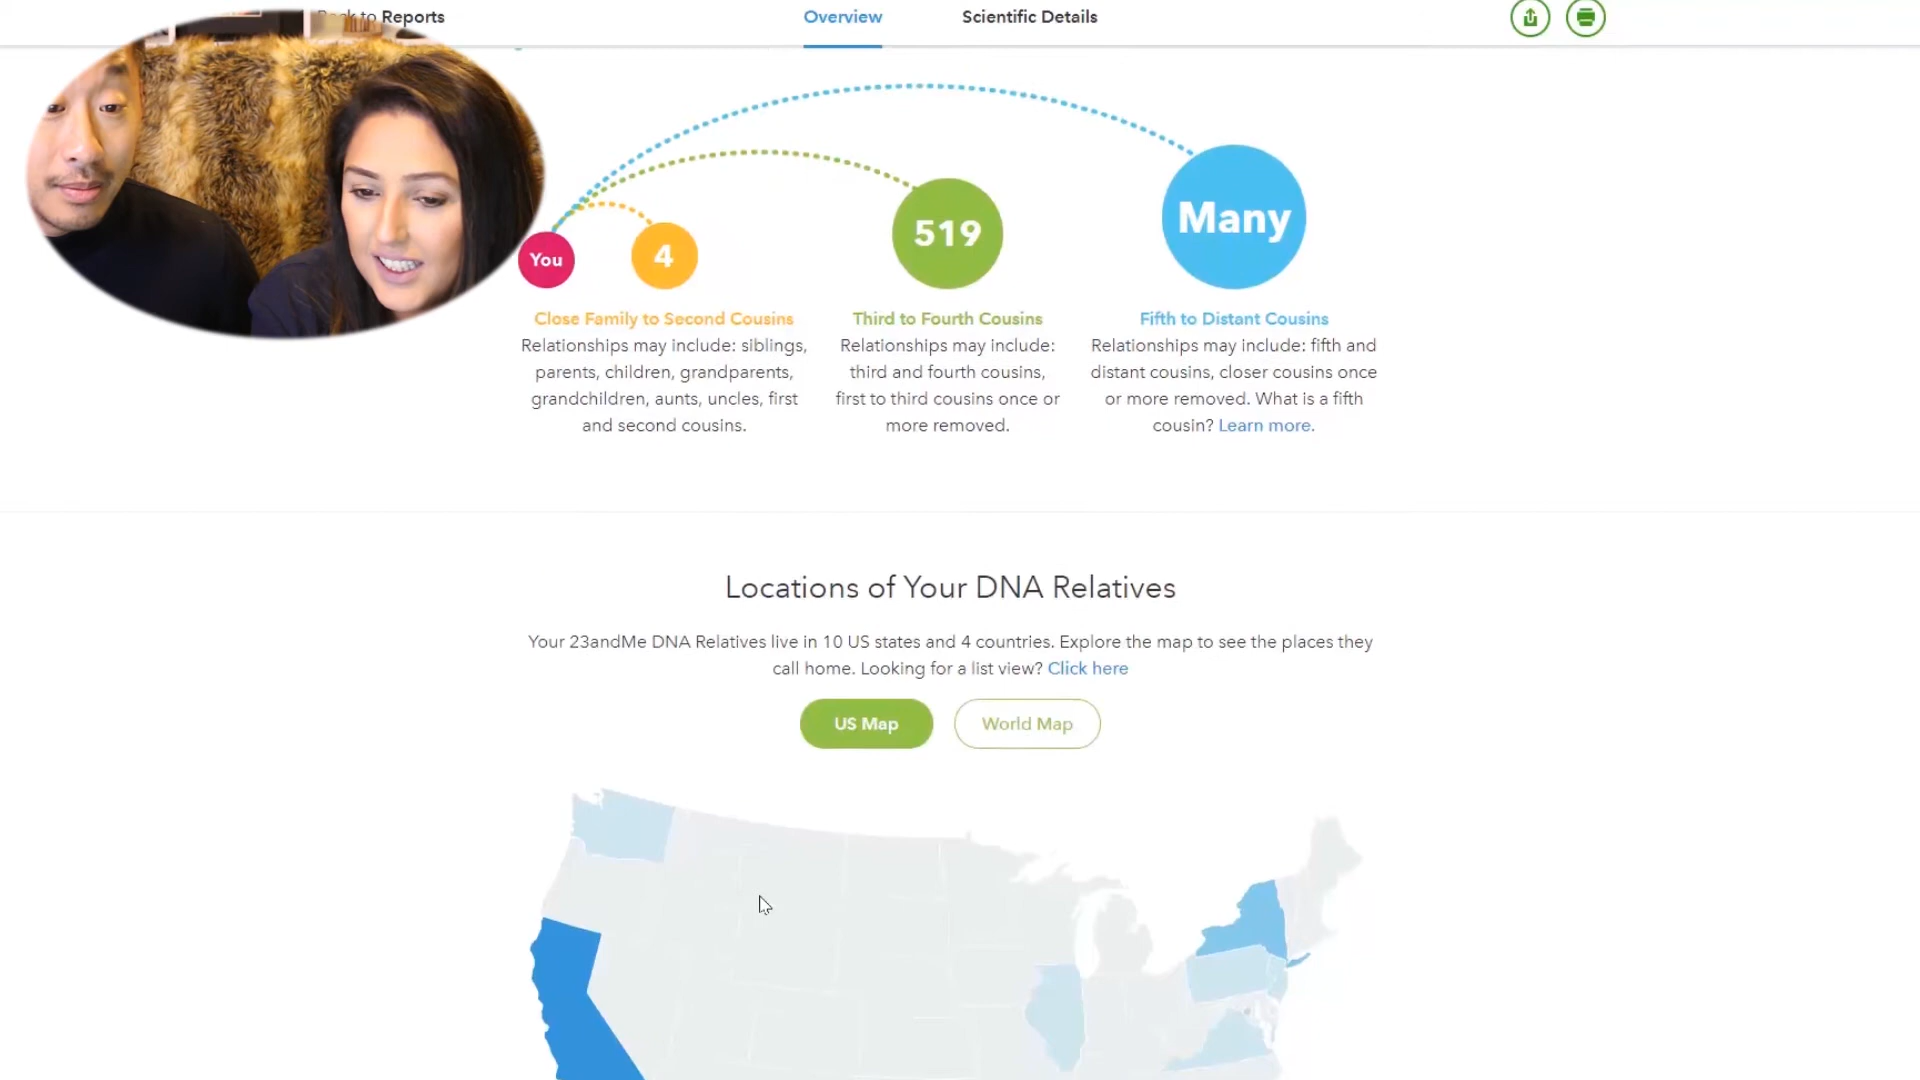 Back to Reports
Overview
Scientific Details
You
4
519
Many
Close Family to Second Cousins
Relationships may include: siblings,
parents, children, grandparents,
grandchildren, aunts, uncles, first
and second cousins.
Third to Fourth Cousins
Relationships may include:
third and fourth cousins,
first to third cousins once or
more removed.
Fifth to Distant Cousins
Relationships may include: fifth and
distant cousins, closer cousins once
or more removed. What is a fifth
cousin? Learn more.
Locations of Your DNA Relatives
Your 23andMe DNA Relatives live in 10 US states and 4 countries. Explore the map to see the places they
call home. Looking for a list view? Click here
US Map
World Map